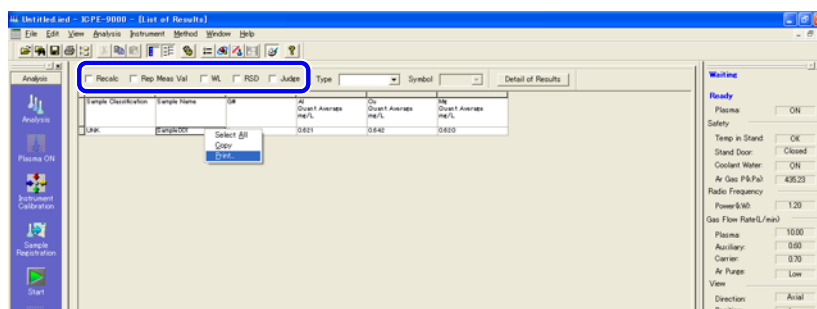 Untitled.ied - ICPE-9000 - [List of Results]
File Edit View Analysis Instrument Method Window Help
Analysis
Recalc Rep Meas Val WL RSD Judge Type Symbol Detail of Results
Sample Classification Sample Name G# Al Cu Mg
Quant Average Quant Average Quant Average
mg/L mg/L mg/L
UNK Sample001 0.621 0.642 0.620
Select All
Copy
Print...
Analysis
Plasma ON
Instrument
Calibration
Sample
Registration
Start
Waiting
Ready
Plasma ON
Safety
Temp in Stand OK
Stand Door: Closed
Coolant Water: ON
Ar Gas P(kPa): 435.23
Radio Frequency
Power(kW): 1.20
Gas Flow Rate(L/min)
Plasma: 10.00
Auxiliary: 0.60
Carrier: 0.70
Ar Purge: Low
View
Direction: Axial